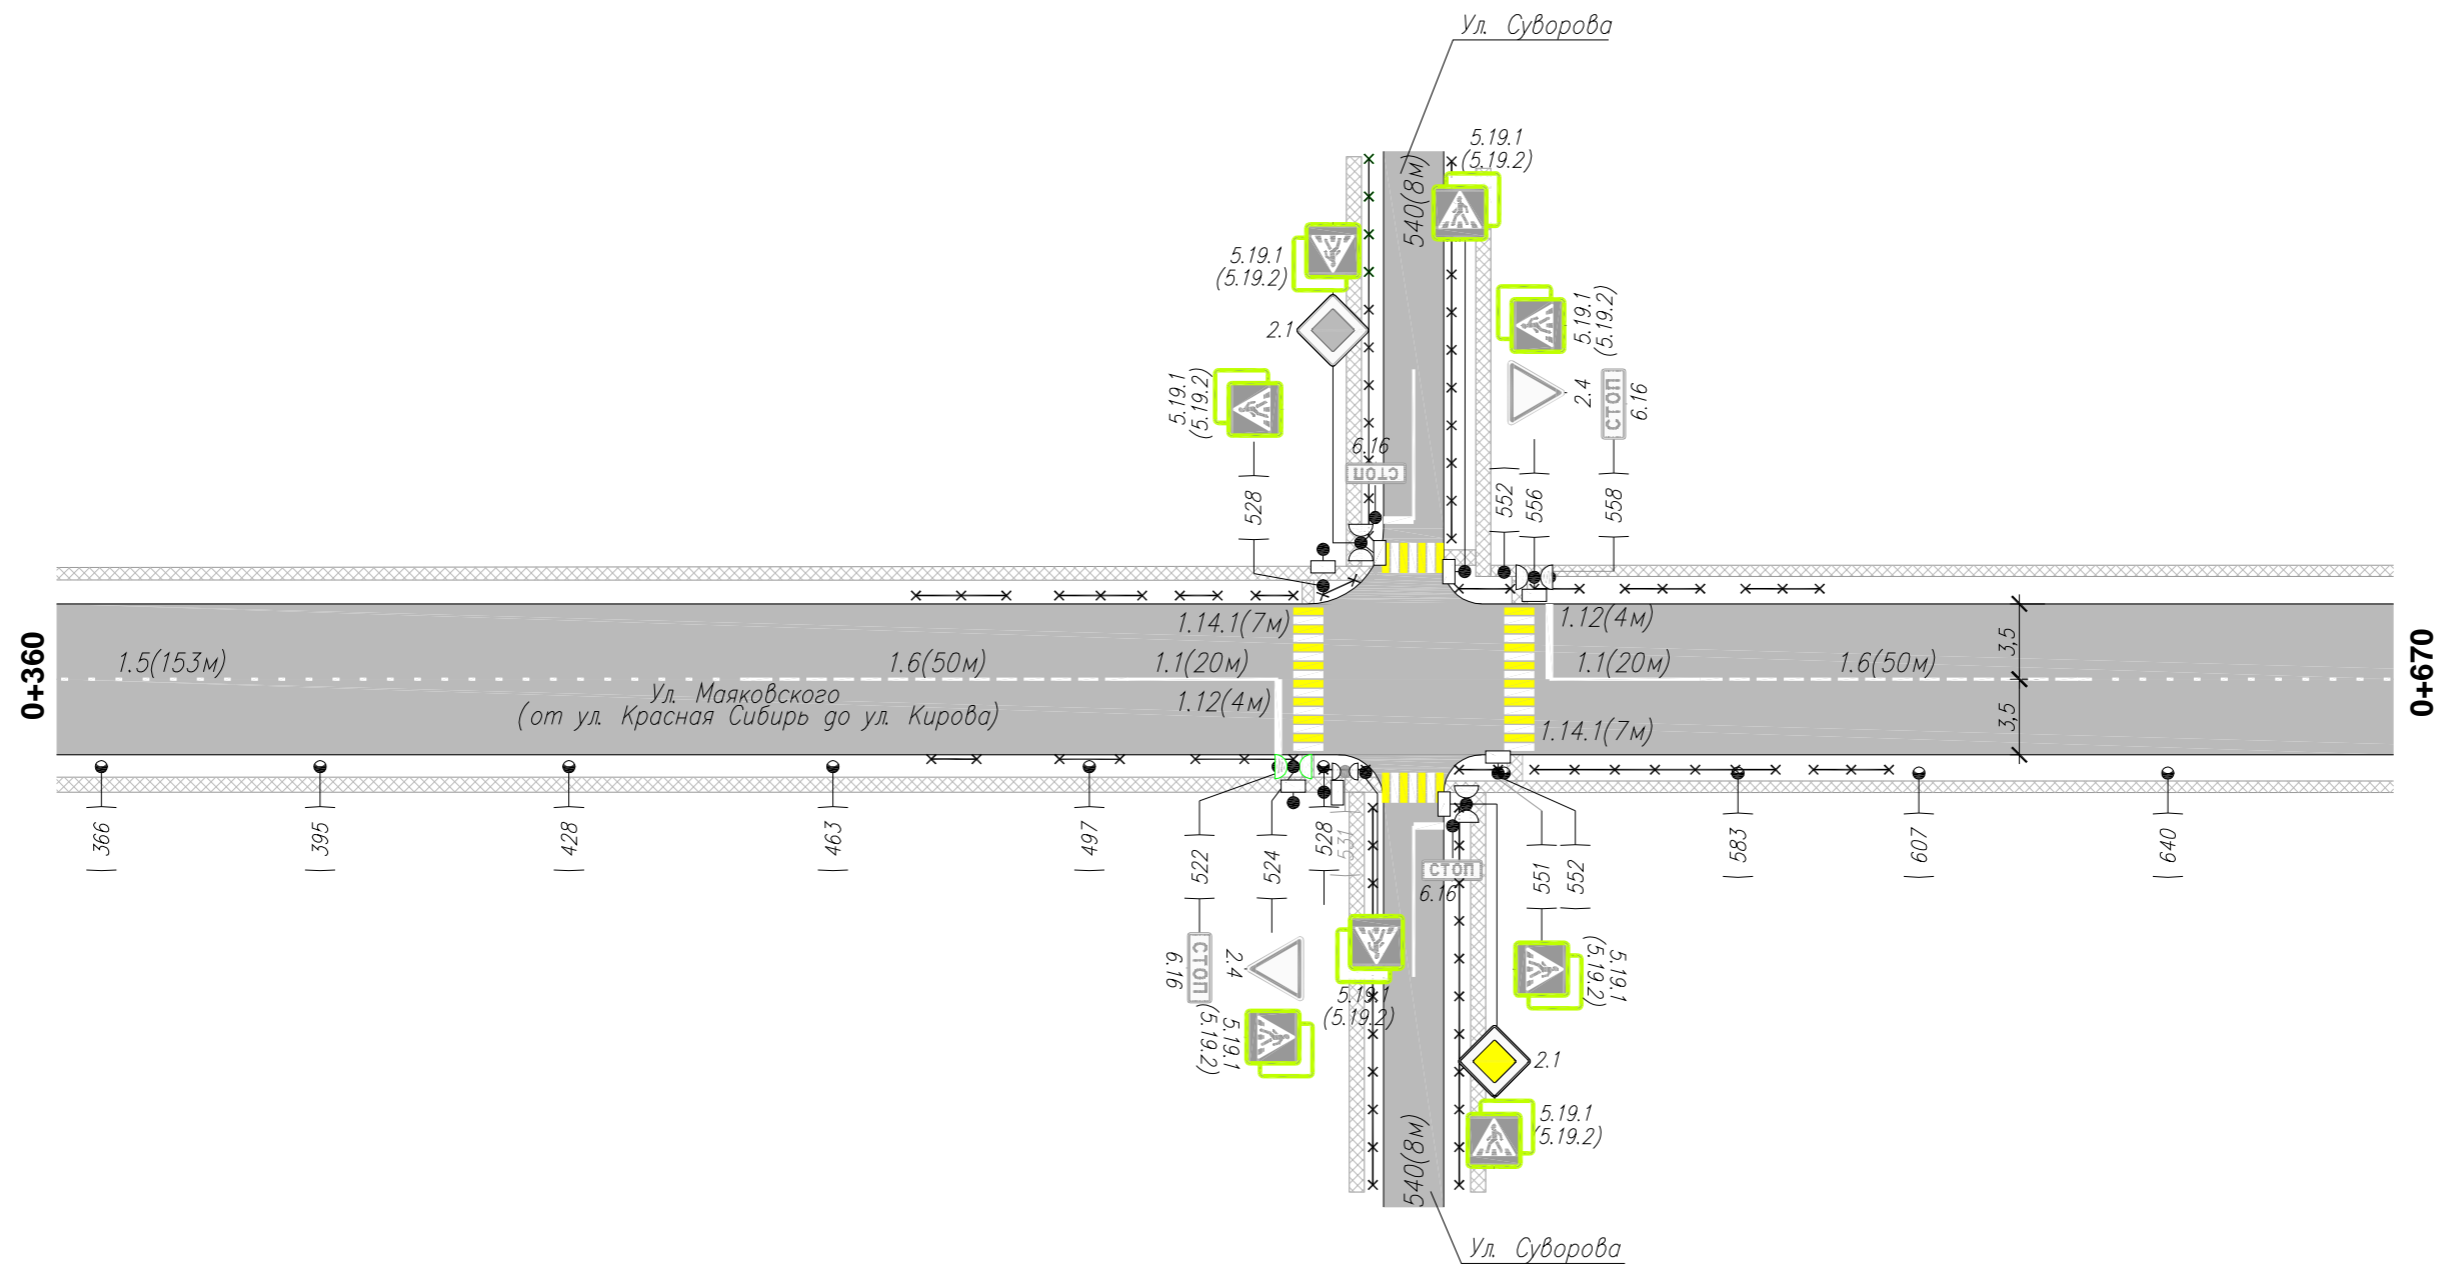 Ул. Суворова
5.19.1
(5.19.2)
540(8м)
5.19.1
(5.19.2)
2.1
5.19.1
(5.19.2)
5.19.1
(5.19.2)
2.4
СТОП
6.16
6.16
СТОП
528
552
556
558
0+360
1.14.1(7м)
1.12(4м)
1.5(153м)
1.6(50м)
1.1(20м)
1.1(20м)
1.6(50м)
3,5
3,5
0+670
Ул. Маяковского
(от ул. Красная Сибирь до ул. Кирова)
1.12(4м)
1.14.1(7м)
366
395
428
463
497
522
524
528
531
551
552
583
607
640
СТОП
6.16
СТОП
6.16
2.4
5.19.1
(5.19.2)
5.19.1
(5.19.2)
5.19.1
(5.19.2)
2.1
5.19.1
(5.19.2)
540(8м)
Ул. Суворова